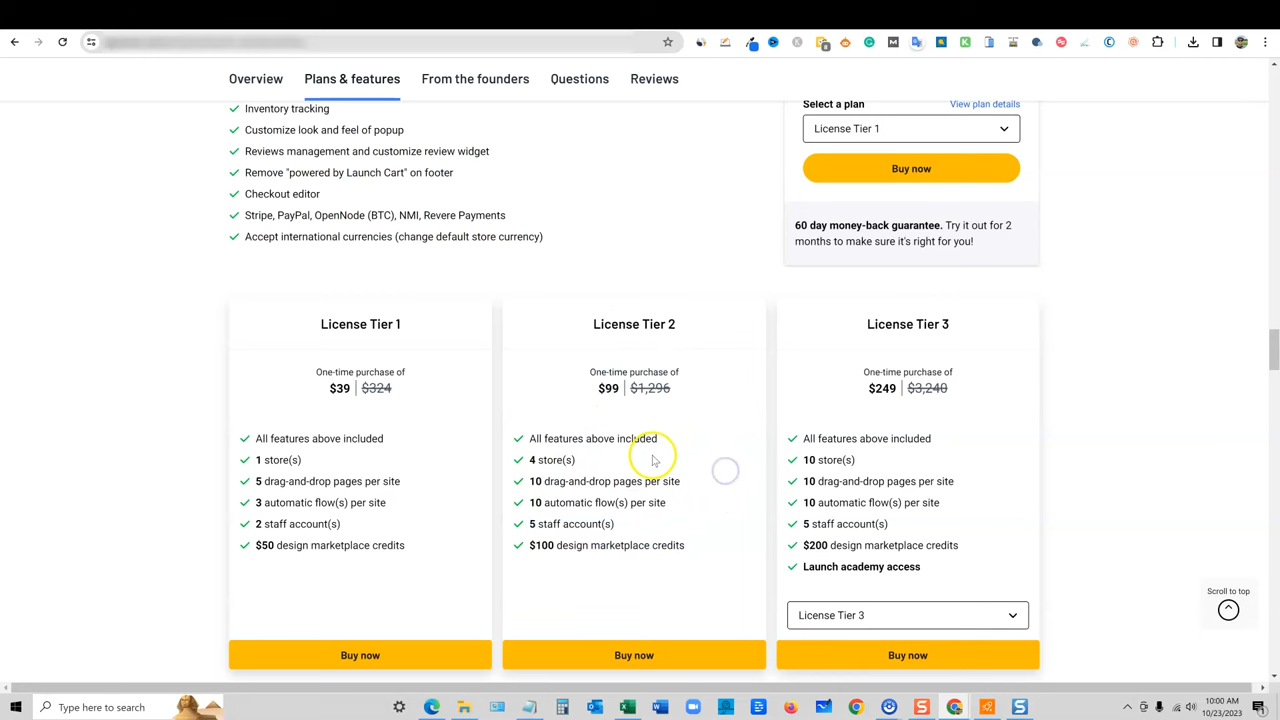 Overview
Plans & features
From the founders
Questions
Reviews
Inventory tracking
Customize look and feel of popup
Reviews management and customize review widget
Remove "powered by Launch Cart" on footer
Checkout editor
Stripe, PayPal, OpenNode (BTC), NMI, Revere Payments
Accept international currencies (change default store currency)
Select a plan
View plan details
License Tier 1
Buy now
60 day money-back guarantee. Try it out for 2
months to make sure it's right for you!
License Tier 1
One-time purchase of
$39 $324
All features above included
1 store(s)
5 drag-and-drop pages per site
3 automatic flow(s) per site
2 staff account(s)
$50 design marketplace credits
Buy now
License Tier 2
One-time purchase of
$99 $1,296
All features above included
4 store(s)
10 drag-and-drop pages per site
10 automatic flow(s) per site
5 staff account(s)
$100 design marketplace credits
Buy now
License Tier 3
One-time purchase of
$249 $3,240
All features above included
10 store(s)
10 drag-and-drop pages per site
10 automatic flow(s) per site
5 staff account(s)
$200 design marketplace credits
Launch academy access
License Tier 3
Buy now
Scroll to top
Type here to search
10:00 AM
10/23/2023